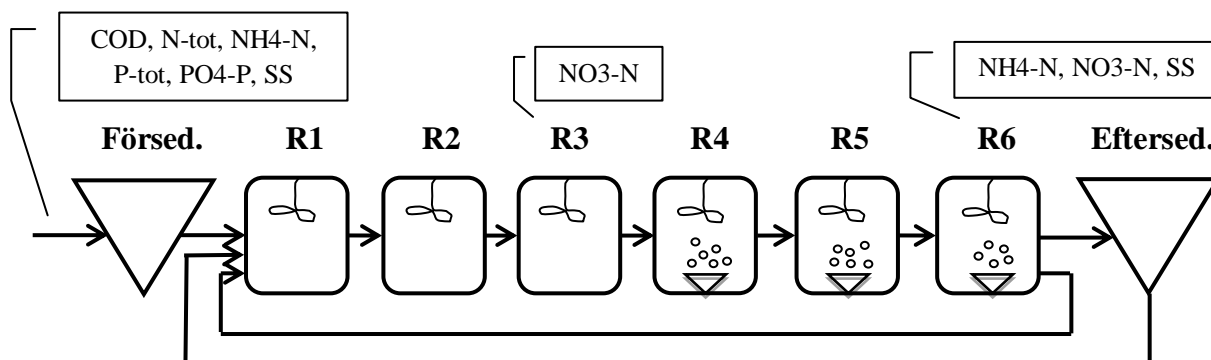 COD, N-tot, NH4-N,
P-tot, PO4-P, SS
NO3-N
NH4-N, NO3-N, SS
Försed. R1 R2 R3 R4 R5 R6 Eftersed.